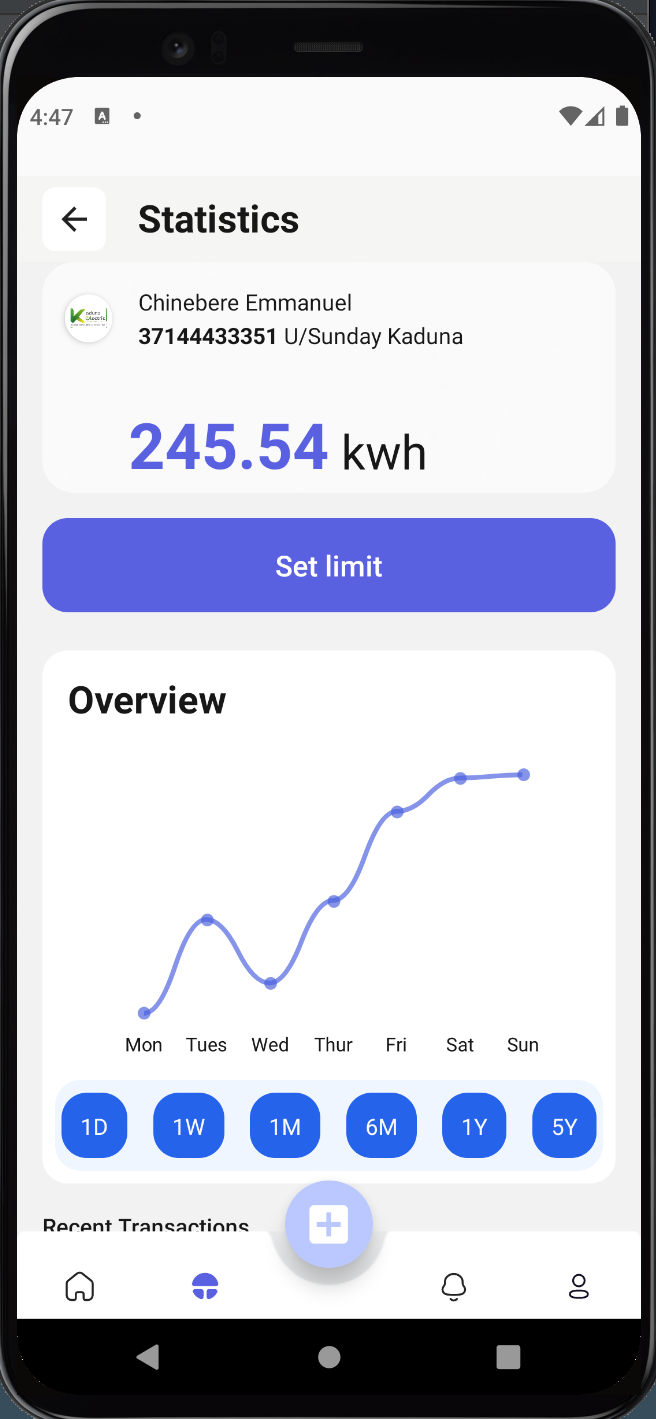 4:47
A
Statistics
Chinebere Emmanuel
37144433351 U/Sunday Kaduna
245.54 kwh
Set limit
Overview
Mon Tues Wed Thur Fri Sat Sun
1D 1W 1M 6M 1Y 5Y
Recent Transactions